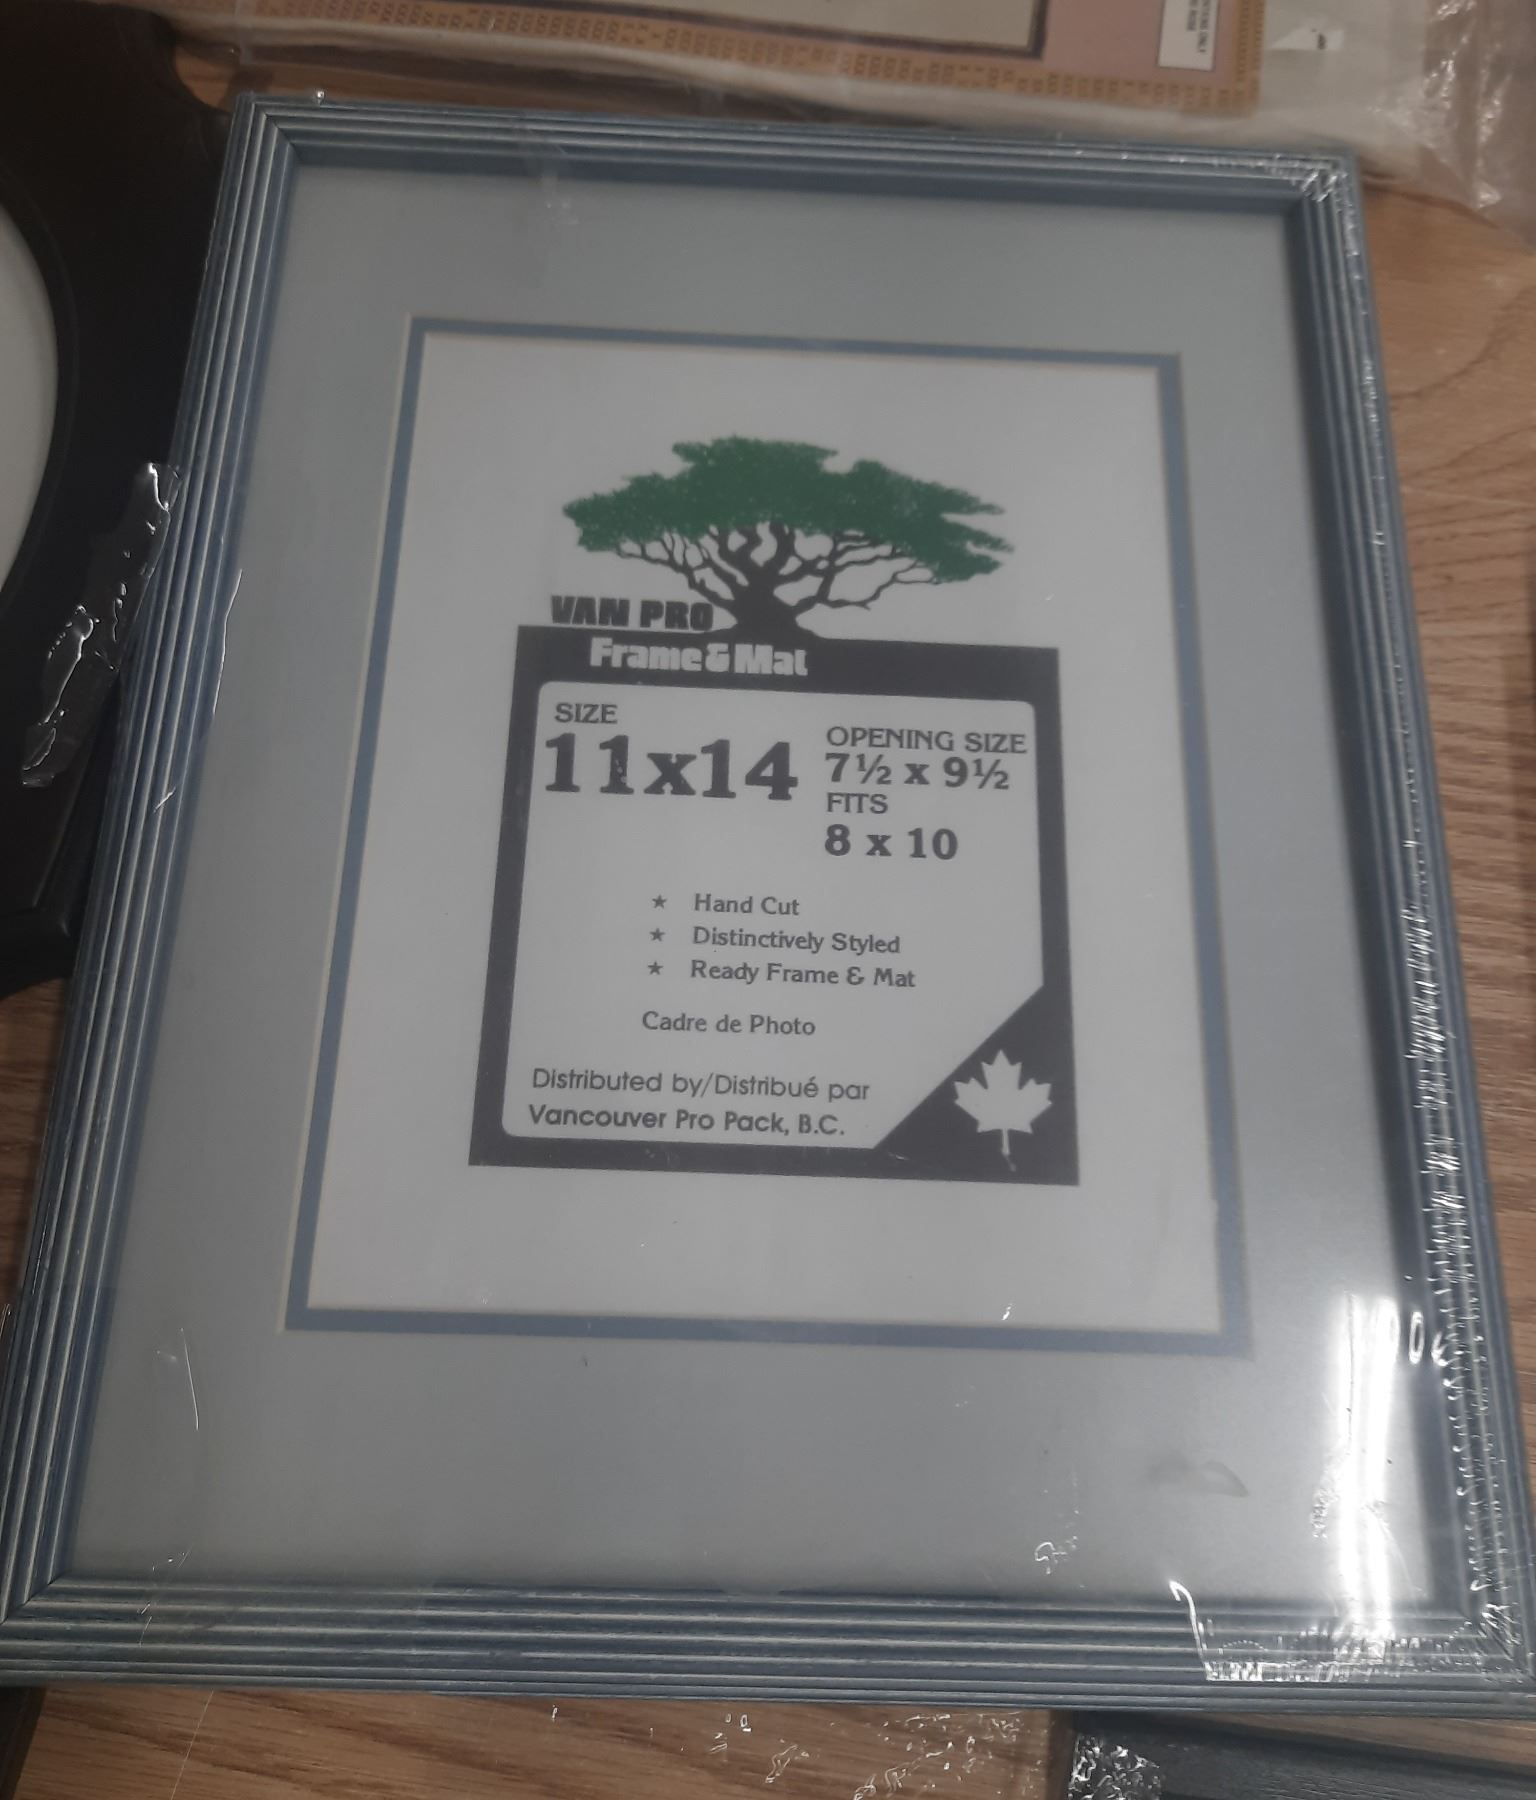 VAN PRO
Frame & Mat
SIZE
11x14
OPENING SIZE
7½ x 9½
FITS
8 x 10
★ Hand Cut
★ Distinctively Styled
★ Ready Frame & Mat
Cadre de Photo
Distributed by/Distribué par
Vancouver Pro Pack, B.C.